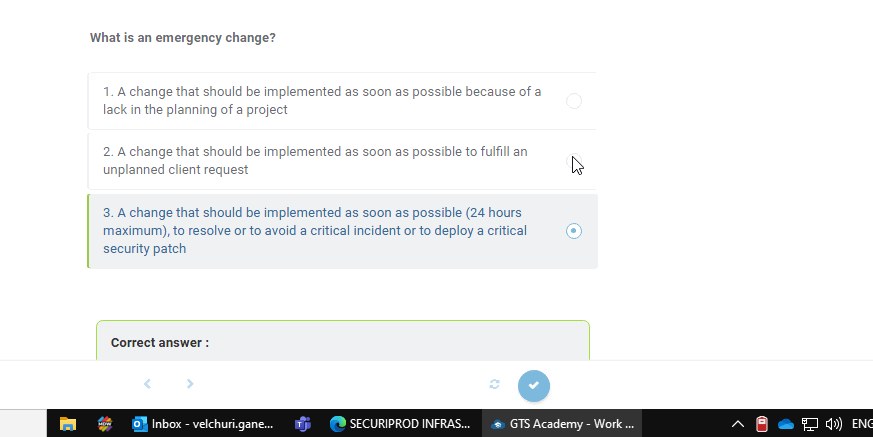 What is an emergency change?
1. A change that should be implemented as soon as possible because of a
lack in the planning of a project
2. A change that should be implemented as soon as possible to fulfill an
unplanned client request
3. A change that should be implemented as soon as possible (24 hours
maximum), to resolve or to avoid a critical incident or to deploy a critical
security patch
Correct answer :
Inbox - velchuri.gane... SECURIPROD INFRAS... GTS Academy - Work ... ENG